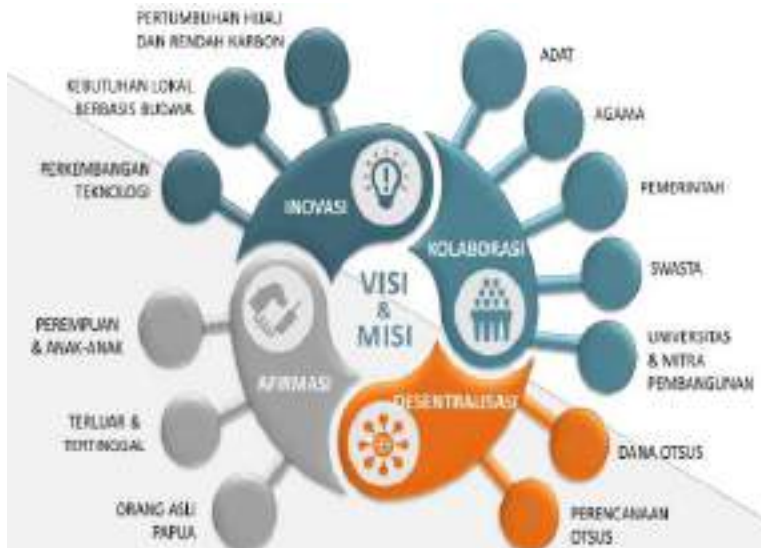 PERTUMBUHAN HIJAU
DAN RENDAH KARBON
KEBUTUHAN LOKAL
BERBASIS BUDAYA
PERKEMBANGAN
TEKNOLOGI
INOVASI
ADAT
AGAMA
PEMERINTAH
SWASTA
UNIVERSITAS
& MITRA
PEMBANGUNAN
KOLABORASI
VISI
&
MISI
PEREMPUAN
& ANAK-ANAK
TERLUAR &
TERTINGGAL
ORANG ASLI
PAPUA
AFIRMASI
DESENTRALISASI
DANA OTSUS
PERENCANAAN
OTSUS